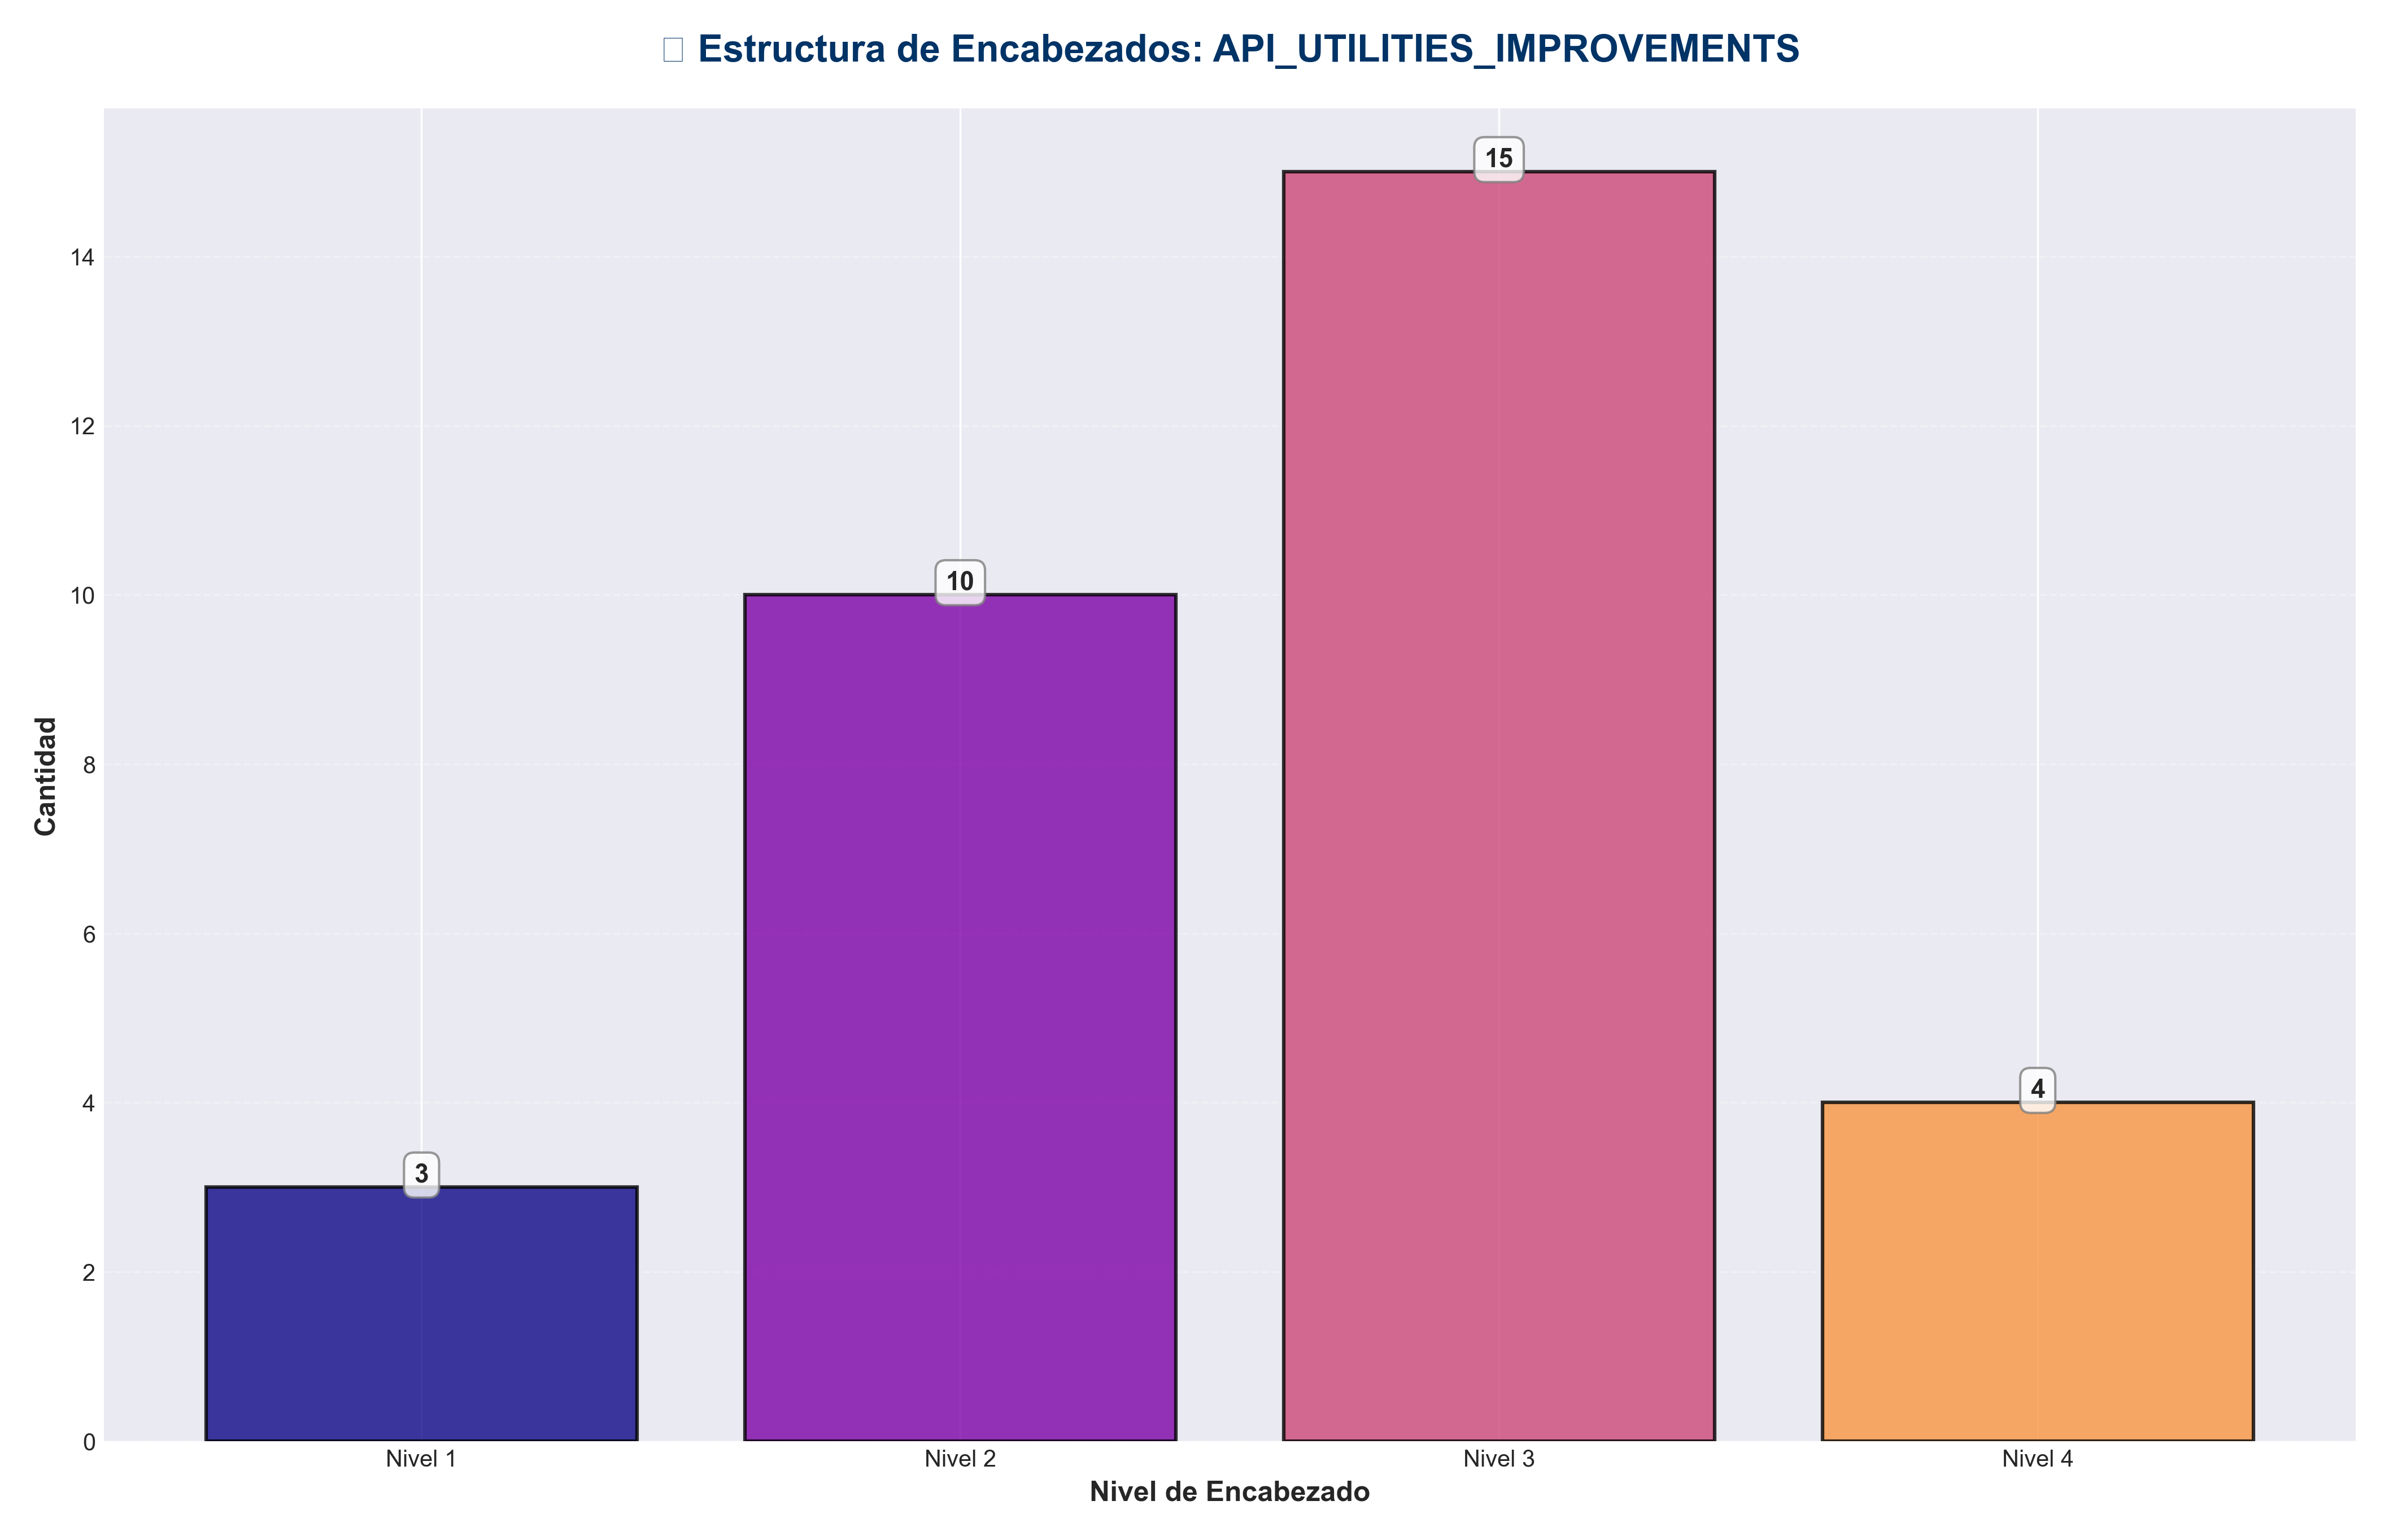 Estructura de Encabezados: API_UTILITIES_IMPROVEMENTS
15
14
12
10
10
8
6
4
4
3
2
0
Cantidad
Nivel 1
Nivel 2
Nivel 3
Nivel 4
Nivel de Encabezado